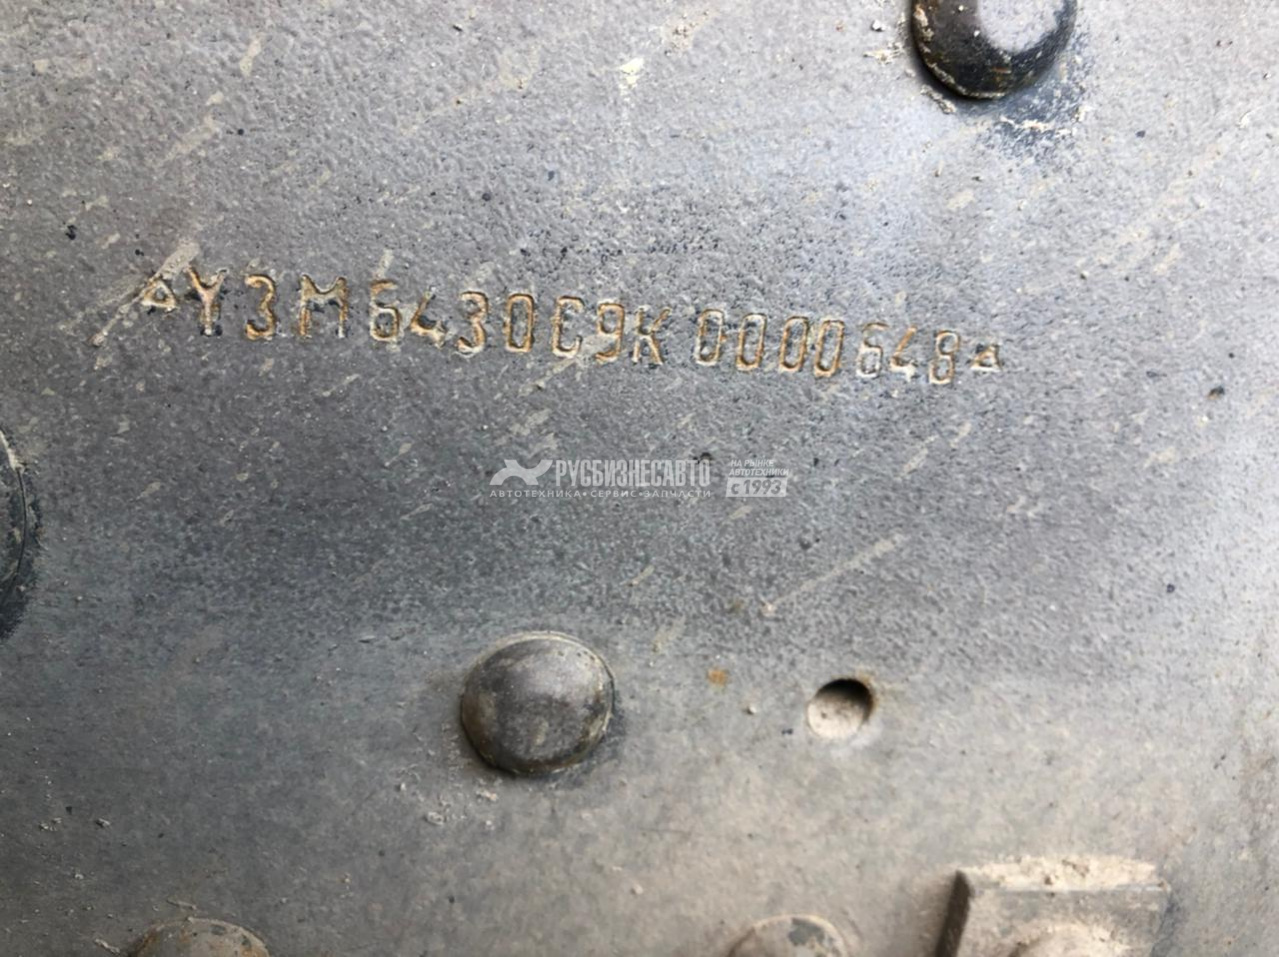 Y3M6430C9K0000648
РУСБИЗНЕСАВТО
АВТОТЕХНИКА • СЕРВИС • ЗАПЧАСТИ
НА РЫНКЕ
АВТОТЕХНИКИ
с 1993